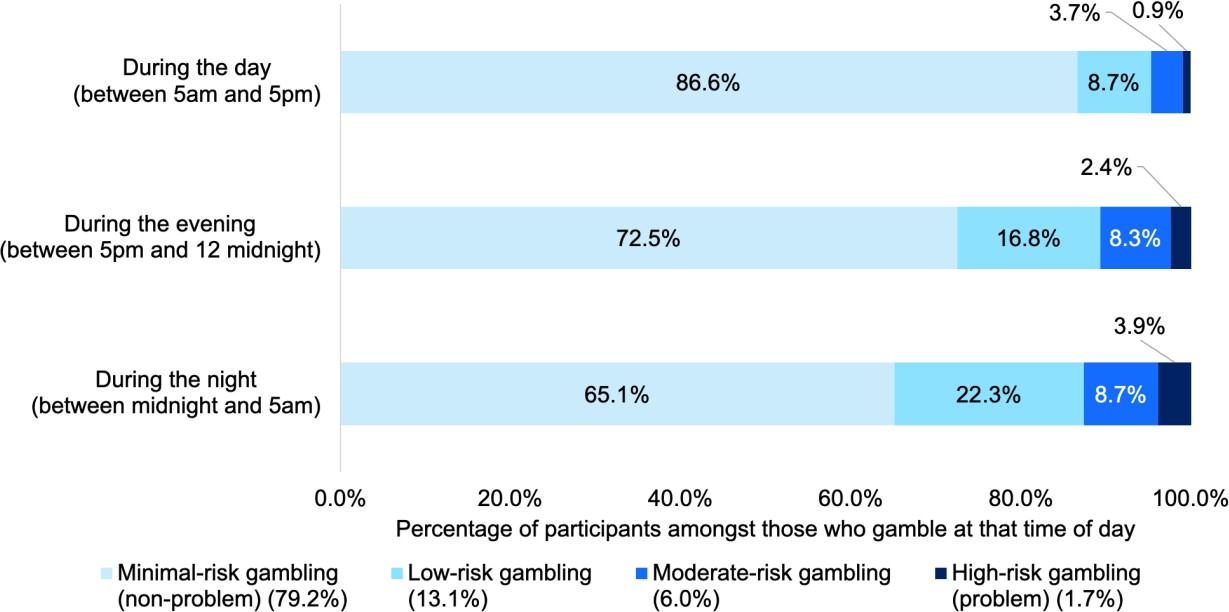 3.7% 0.9%
During the day
(between 5am and 5pm)
86.6% 8.7%
2.4%
During the evening
(between 5pm and 12 midnight)
72.5% 16.8% 8.3%
3.9%
During the night
(between midnight and 5am)
65.1% 22.3% 8.7%
0.0% 20.0% 40.0% 60.0% 80.0% 100.0%
Percentage of participants amongst those who gamble at that time of day
Minimal-risk gambling
(non-problem) (79.2%)
Low-risk gambling
(13.1%)
Moderate-risk gambling
(6.0%)
High-risk gambling
(problem) (1.7%)